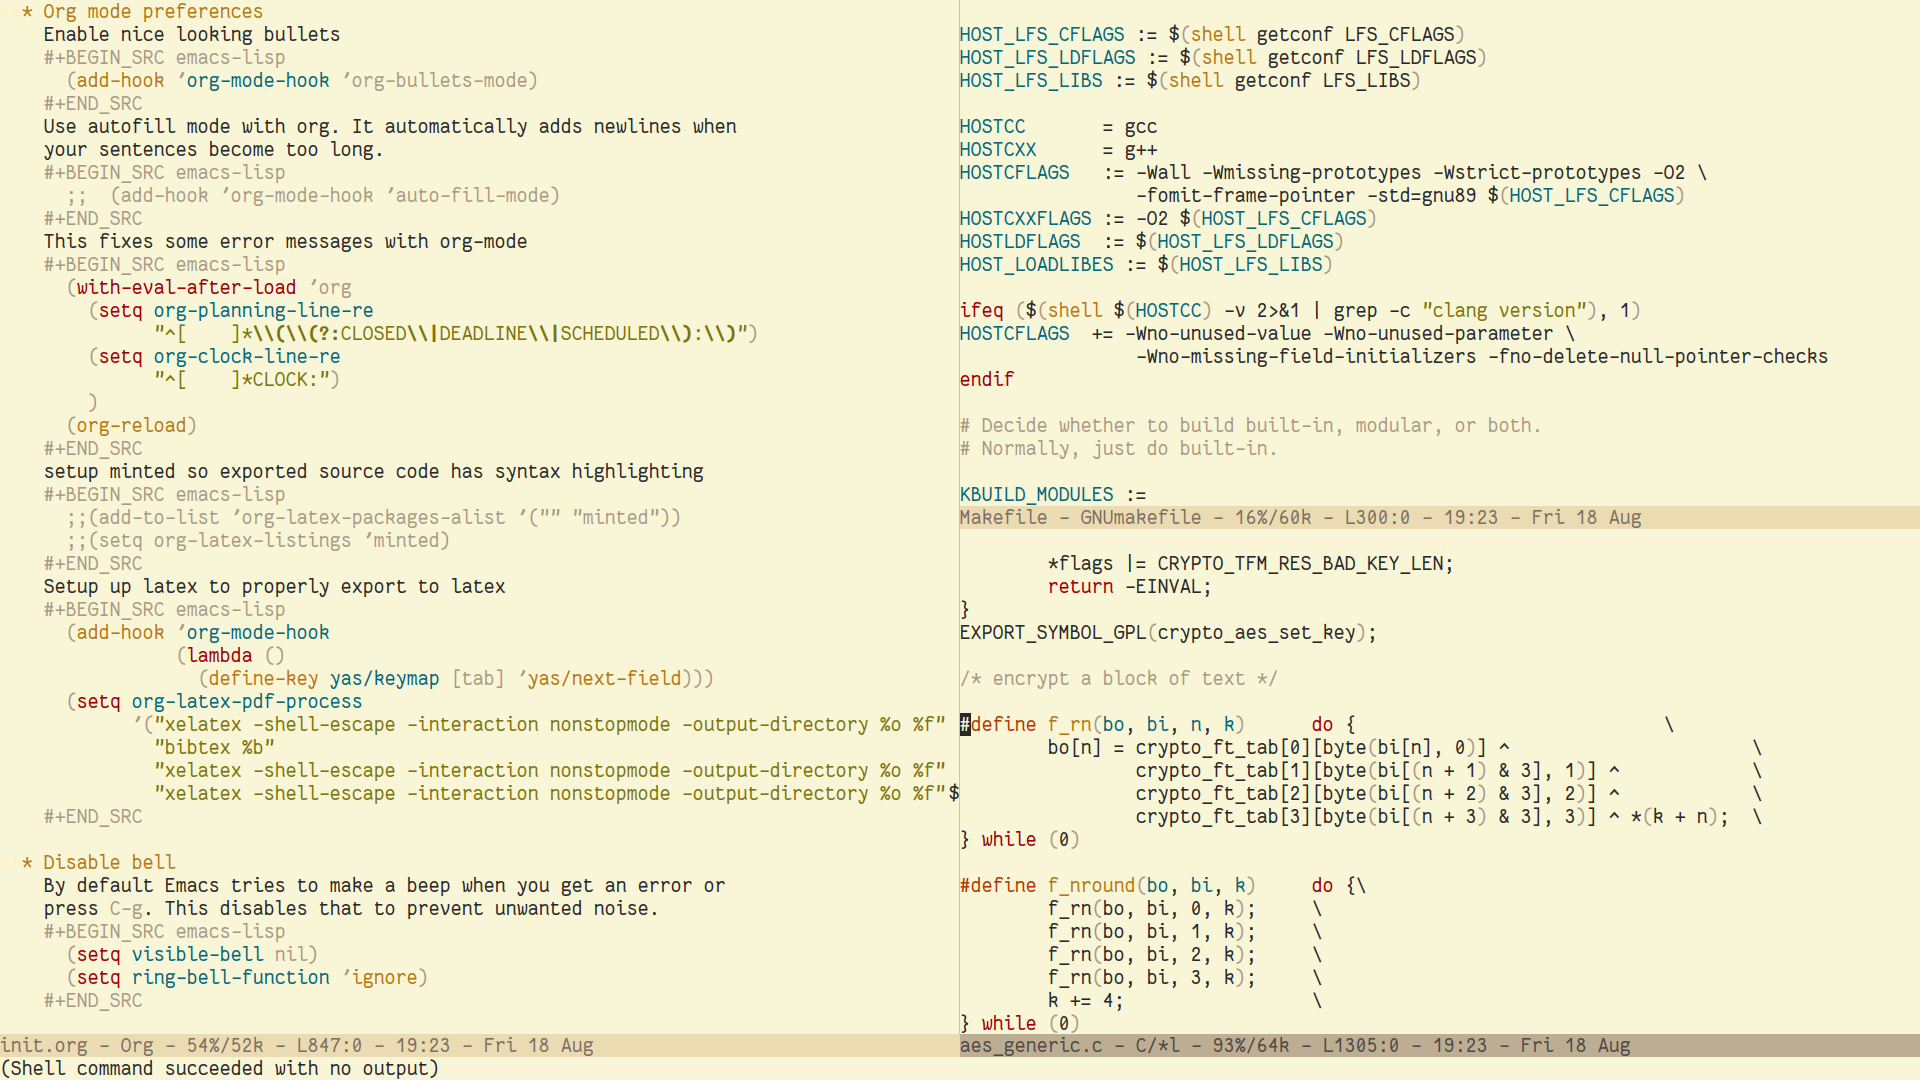 * Org mode preferences
Enable nice looking bullets
#+BEGIN_SRC emacs-lisp
(add-hook 'org-mode-hook 'org-bullets-mode)
#+END_SRC
Use autofill mode with org. It automatically adds newlines when
your sentences become too long.
#+BEGIN_SRC emacs-lisp
;;  (add-hook 'org-mode-hook 'auto-fill-mode)
#+END_SRC
This fixes some error messages with org-mode
#+BEGIN_SRC emacs-lisp
(with-eval-after-load 'org
(setq org-planning-line-re
"^[    ]*\\(\\(?:CLOSED\\|DEADLINE\\|SCHEDULED\\):\\)")
(setq org-clock-line-re
"^[    ]*CLOCK:")
)
(org-reload)
#+END_SRC
setup minted so exported source code has syntax highlighting
#+BEGIN_SRC emacs-lisp
;;(add-to-list 'org-latex-packages-alist '("" "minted"))
;;(setq org-latex-listings 'minted)
#+END_SRC
Setup up latex to properly export to latex
#+BEGIN_SRC emacs-lisp
(add-hook 'org-mode-hook
(lambda ()
(define-key yas/keymap [tab] 'yas/next-field)))
(setq org-latex-pdf-process
'("xelatex -shell-escape -interaction nonstopmode -output-directory %o %f"
"bibtex %b"
"xelatex -shell-escape -interaction nonstopmode -output-directory %o %f"
"xelatex -shell-escape -interaction nonstopmode -output-directory %o %f"$
#+END_SRC
* Disable bell
By default Emacs tries to make a beep when you get an error or
press C-g. This disables that to prevent unwanted noise.
#+BEGIN_SRC emacs-lisp
(setq visible-bell nil)
(setq ring-bell-function 'ignore)
#+END_SRC
init.org - Org - 54%/52k - L847:0 - 19:23 - Fri 18 Aug
(Shell command succeeded with no output)
HOST_LFS_CFLAGS := $(shell getconf LFS_CFLAGS)
HOST_LFS_LDFLAGS := $(shell getconf LFS_LDFLAGS)
HOST_LFS_LIBS := $(shell getconf LFS_LIBS)
HOSTCC       = gcc
HOSTCXX      = g++
HOSTCFLAGS   := -Wall -Wmissing-prototypes -Wstrict-prototypes -O2 \
-fomit-frame-pointer -std=gnu89 $(HOST_LFS_CFLAGS)
HOSTCXXFLAGS := -O2 $(HOST_LFS_CFLAGS)
HOSTLDFLAGS  := $(HOST_LFS_LDFLAGS)
HOST_LOADLIBES := $(HOST_LFS_LIBS)
ifeq ($(shell $(HOSTCC) -v 2>&1 | grep -c "clang version"), 1)
HOSTCFLAGS  += -Wno-unused-value -Wno-unused-parameter \
-Wno-missing-field-initializers -fno-delete-null-pointer-checks
endif
# Decide whether to build built-in, modular, or both.
# Normally, just do built-in.
KBUILD_MODULES :=
Makefile - GNUmakefile - 16%/60k - L300:0 - 19:23 - Fri 18 Aug
*flags |= CRYPTO_TFM_RES_BAD_KEY_LEN;
return -EINVAL;
}
EXPORT_SYMBOL_GPL(crypto_aes_set_key);
/* encrypt a block of text */
#define f_rn(bo, bi, n, k)      do {                            \
bo[n] = crypto_ft_tab[0][byte(bi[n], 0)] ^                      \
crypto_ft_tab[1][byte(bi[(n + 1) & 3], 1)] ^            \
crypto_ft_tab[2][byte(bi[(n + 2) & 3], 2)] ^            \
crypto_ft_tab[3][byte(bi[(n + 3) & 3], 3)] ^ *(k + n);  \
} while (0)
#define f_nround(bo, bi, k)     do {\
f_rn(bo, bi, 0, k);     \
f_rn(bo, bi, 1, k);     \
f_rn(bo, bi, 2, k);     \
f_rn(bo, bi, 3, k);     \
k += 4;                 \
} while (0)
aes_generic.c - C/*l - 93%/64k - L1305:0 - 19:23 - Fri 18 Aug